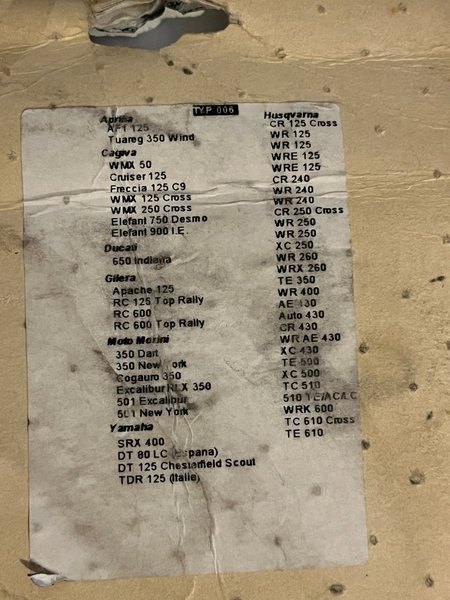 TYP 006
Aprilia
AF1 125
Tuareg 350 Wind
Cagiva
WMX 50
Cruiser 125
Freccia 125 C9
WMX 125 Cross
WMX 250 Cross
Elefant 750 Desmo
Elefant 900 I.E.
Ducati
650 Indiana
Gilera
Apache 125
RC 125 Top Rally
RC 600
RC 600 Top Rally
Moto Morini
350 Dart
350 New York
Cogauro 350
Excalibur RLX 350
501 Excalibur
501 New York
Yamaha
SRX 400
DT 80 LC (Espana)
DT 125 Chesterfield Scout
TDR 125 (Italie)
Husqvarna
CR 125 Cross
WR 125
WR 125
WRE 125
WRE 125
CR 240
WR 240
WR 240
CR 250 Cross
WR 250
WR 250
XC 250
WR 260
WRX 260
TE 350
WR 400
AE 430
Auto 430
CR 430
WR AE 430
XC 430
TE 500
XC 500
TC 510
510
WRK 600
TC 610 Cross
TE 610